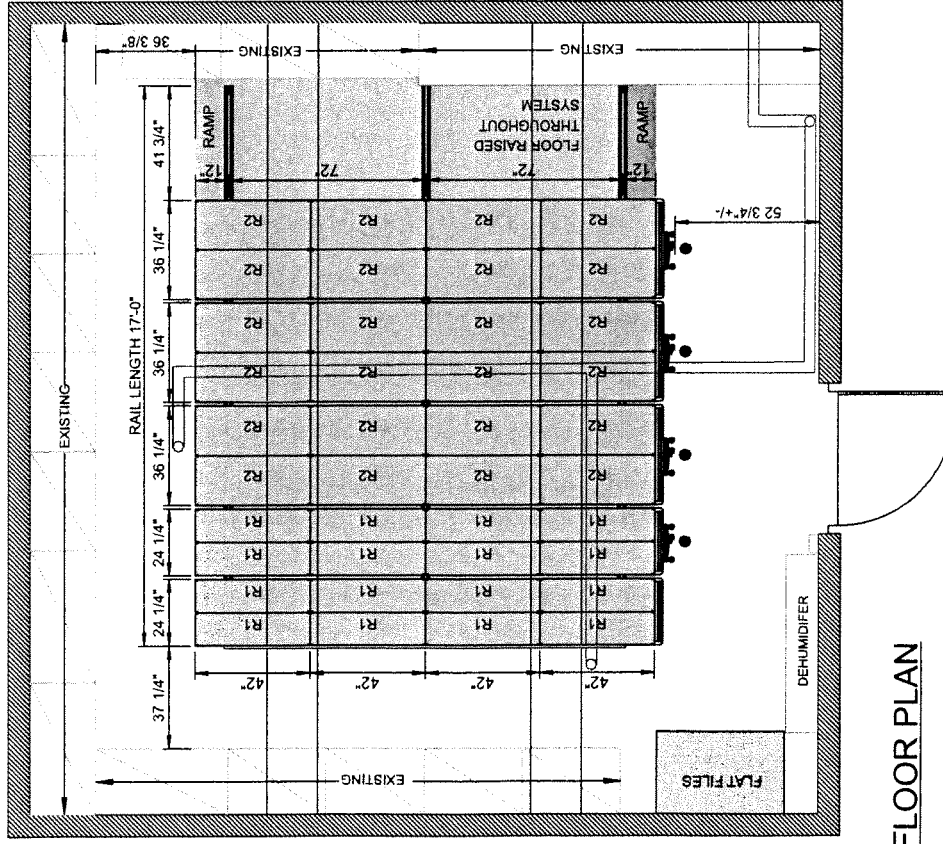 36 3/8"
EXISTING
EXISTING
EXISTING
RAIL LENGTH 17'-0"
41 3/4"
36 1/4"
36 1/4"
36 1/4"
24 1/4"
24 1/4"
37 1/4"
RAMP
FLOOR RAISED
THROUGHOUT
SYSTEM
RAMP
12"
72"
72"
12"
R2 R2 R2 R2
R2 R2 R2 R2
R2 R2 R2 R2
R2 R2 R2 R2
R2 R2 R2 R2
R2 R2 R2 R2
R1 R1 R1 R1
R1 R1 R1 R1
R1 R1 R1 R1
R1 R1 R1 R1
52 3/4"+/-
42" 42" 42" 42"
EXISTING
FLAT FILES
DEHUMIDIFER
FLOOR PLAN